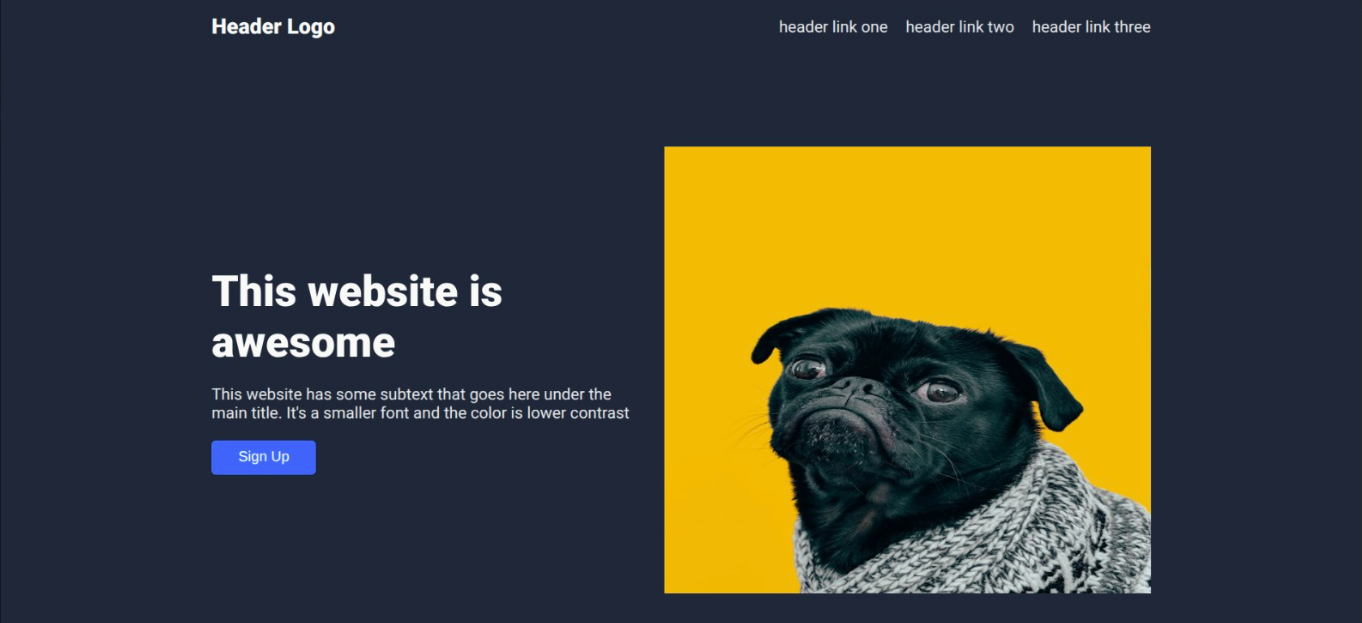 Header Logo
header link one header link two header link three
This website is
awesome
This website has some subtext that goes here under the
main title. It's a smaller font and the color is lower contrast
Sign Up